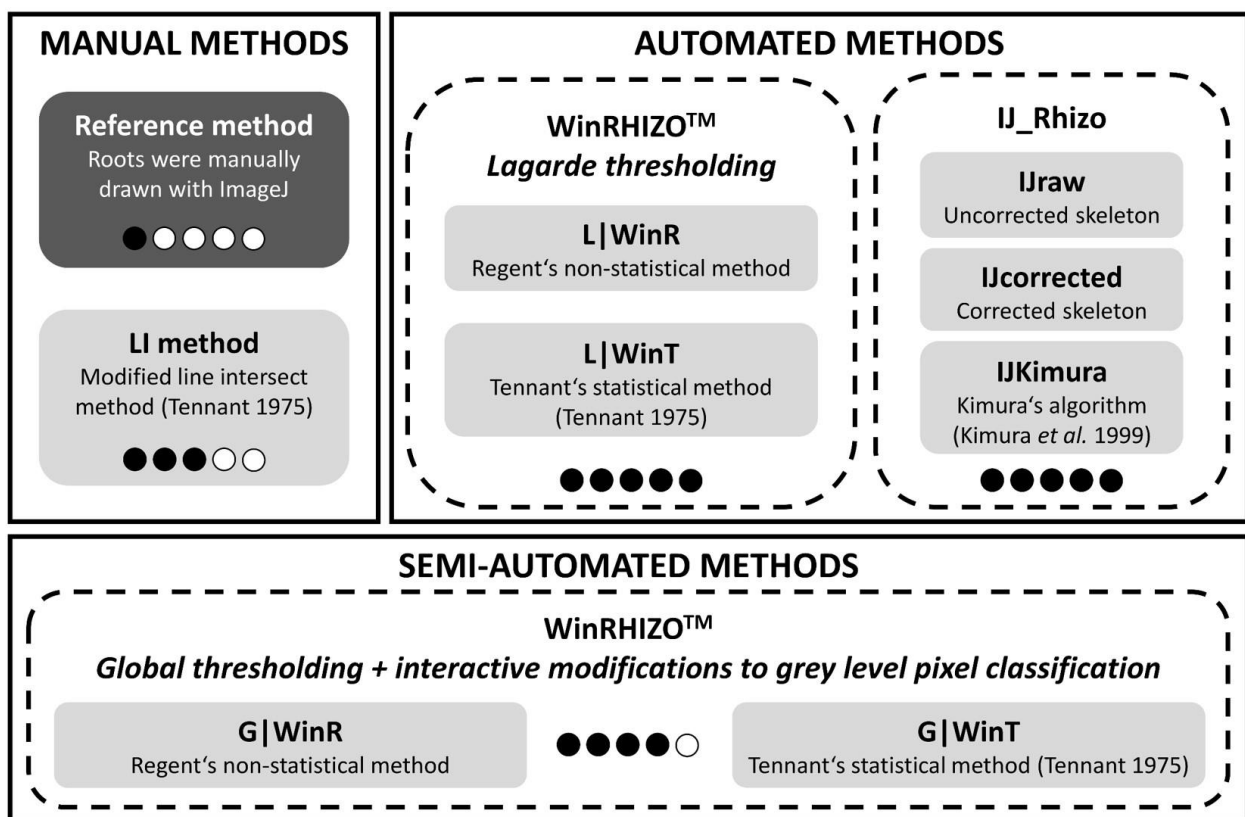 MANUAL METHODS
Reference method
Roots were manually
drawn with ImageJ
LI method
Modified line intersect
method (Tennant 1975)
AUTOMATED METHODS
WinRHIZO™
Lagarde thresholding
L|WinR
Regent‘s non-statistical method
L|WinT
Tennant‘s statistical method
(Tennant 1975)
IJ_Rhizo
IJraw
Uncorrected skeleton
IJcorrected
Corrected skeleton
IJKimura
Kimura‘s algorithm
(Kimura et al. 1999)
SEMI-AUTOMATED METHODS
WinRHIZO™
Global thresholding + interactive modifications to grey level pixel classification
G|WinR
Regent‘s non-statistical method
G|WinT
Tennant‘s statistical method (Tennant 1975)